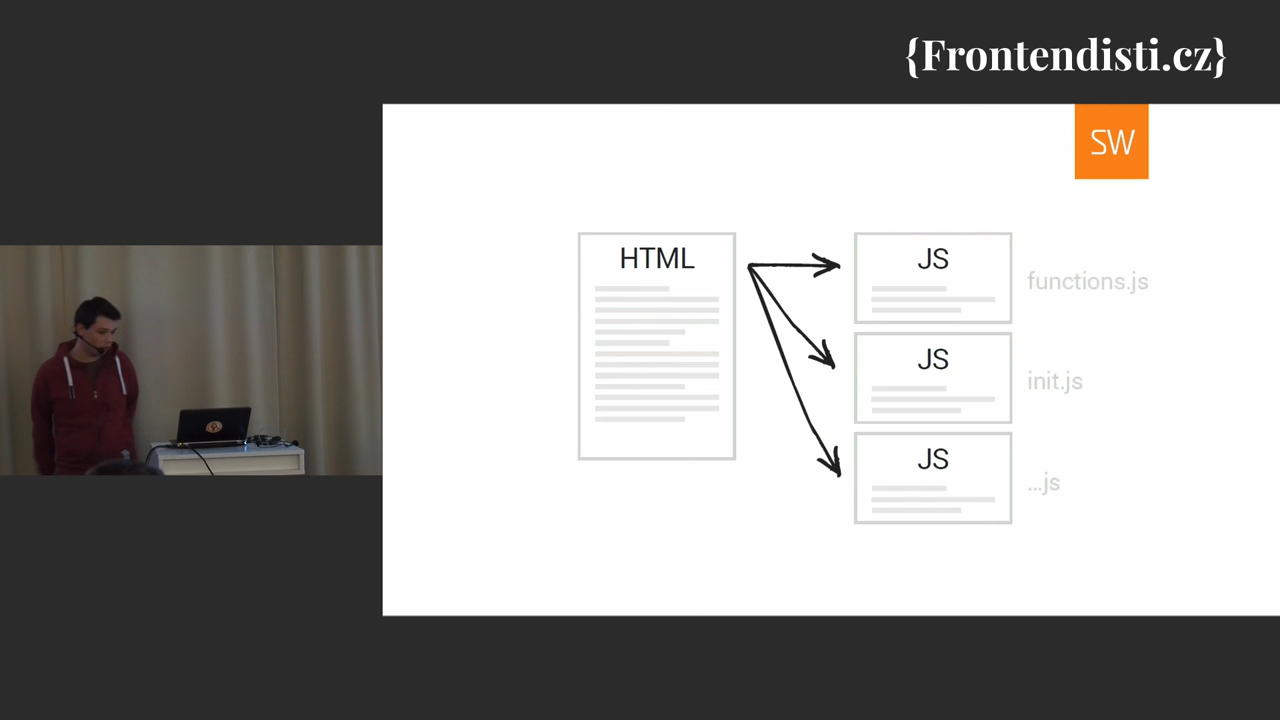 {Frontendisti.cz}
SW
HTML
JS
functions.js
JS
init.js
JS
...js